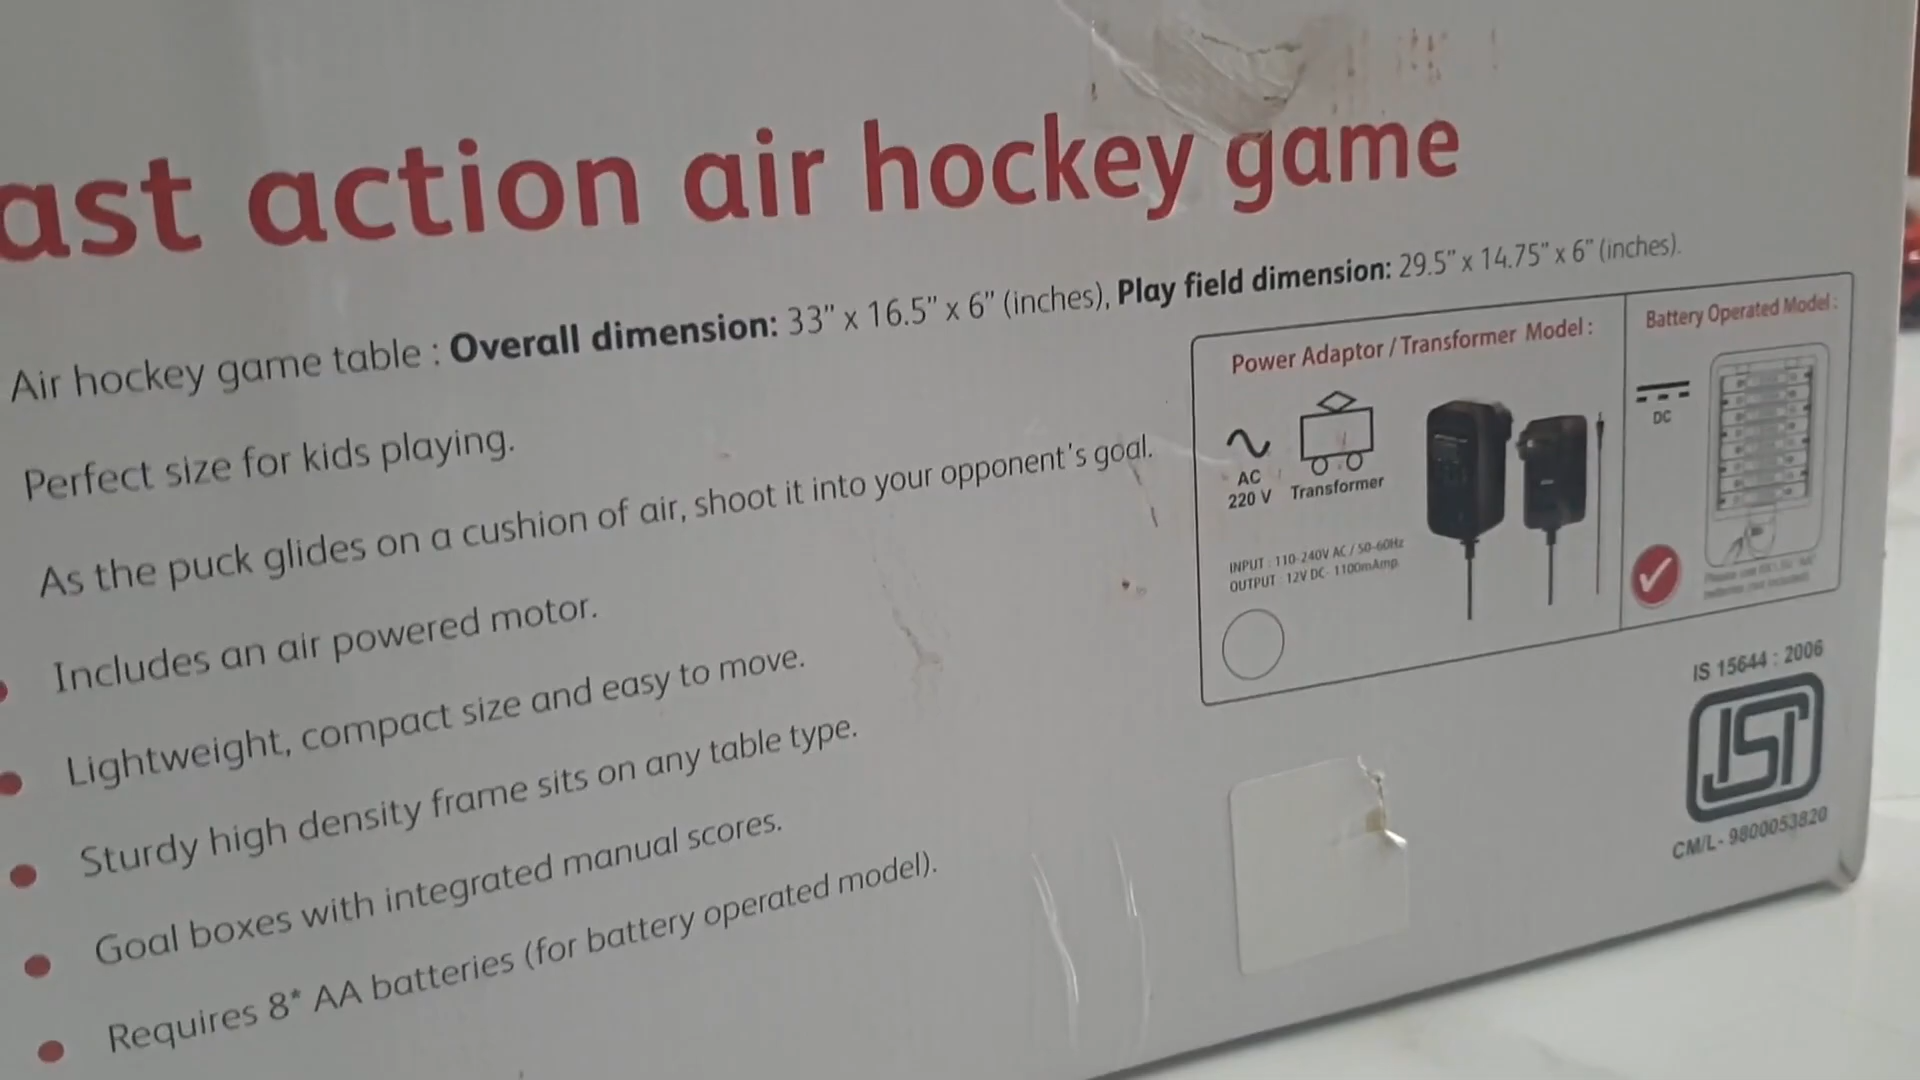 ast action air hockey game
Air hockey game table : Overall dimension: 33" x 16.5" x 6" (inches), Play field dimension: 29.5" x 14.75" x 6" (inches).
Perfect size for kids playing.
As the puck glides on a cushion of air, shoot it into your opponent's goal.
Includes an air powered motor.
Lightweight, compact size and easy to move.
Sturdy high density frame sits on any table type.
Goal boxes with integrated manual scores.
Requires 8* AA batteries (for battery operated model).
Power Adaptor / Transformer Model :
AC
220 V
Transformer
INPUT : 110-240V AC / 50-60Hz
OUTPUT : 12V DC- 1100mAmp
Battery Operated Model :
DC
IS 15644 : 2006
ISI
CM/L- 9800053820